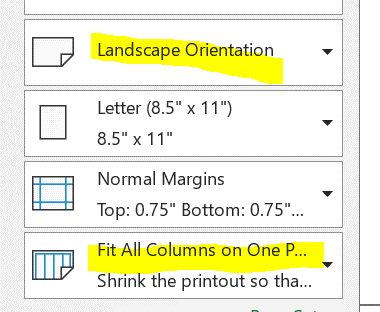 Landscape Orientation
Letter (8.5" x 11")
8.5" x 11"
Normal Margins
Top: 0.75" Bottom: 0.75"...
Fit All Columns on One P...
Shrink the printout so tha...